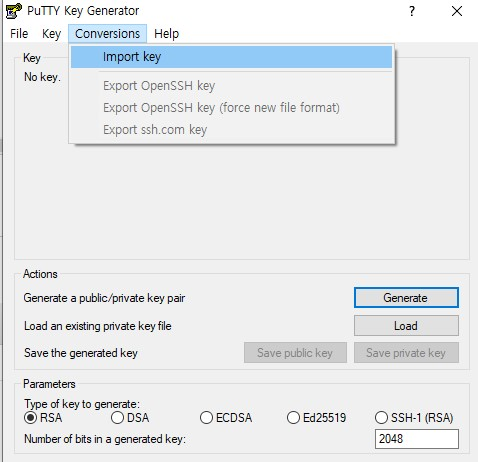 PuTTY Key Generator ? ×
File Key Conversions Help
Import key
Export OpenSSH key
Export OpenSSH key (force new file format)
Export ssh.com key
Key
No key.
Actions
Generate a public/private key pair Generate
Load an existing private key file Load
Save the generated key Save public key Save private key
Parameters
Type of key to generate:
RSA DSA ECDSA Ed25519 SSH-1 (RSA)
Number of bits in a generated key: 2048